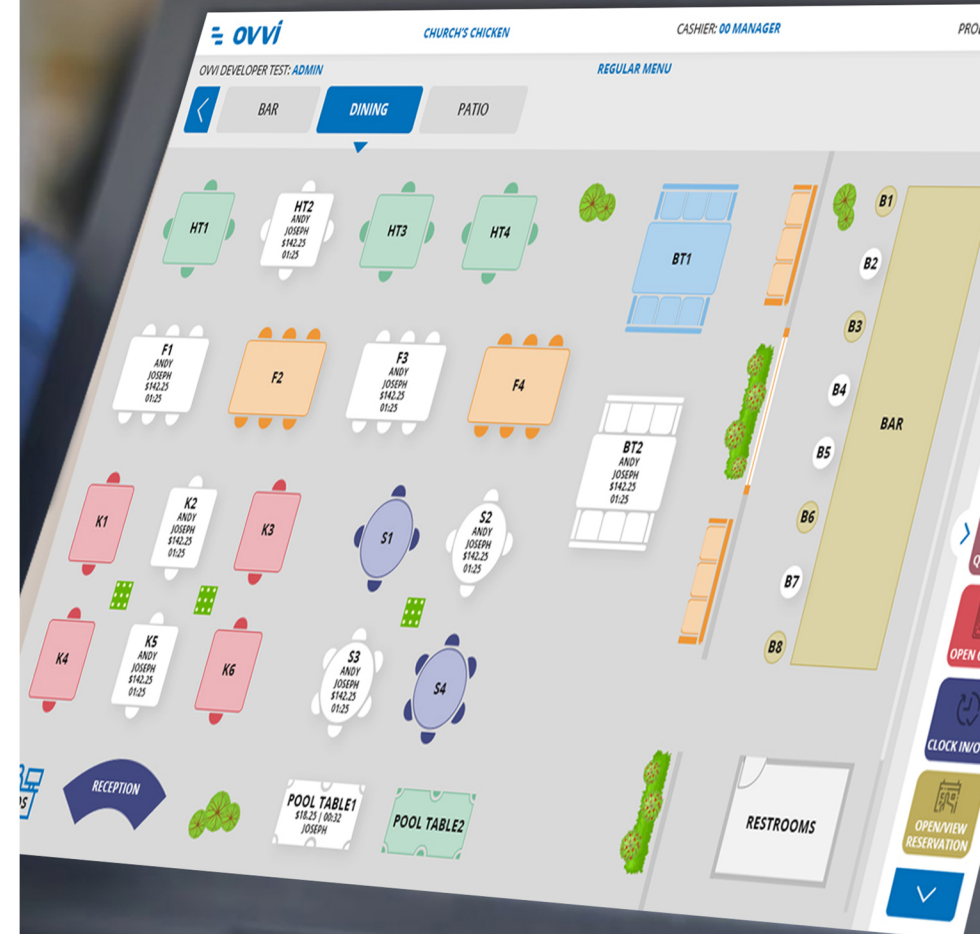 OVVI
CHURCH'S CHICKEN
CASHIER: 00 MANAGER
OVVI DEVELOPER TEST: ADMIN
REGULAR MENU
BAR
DINING
PATIO
HT1
HT2
ANDY
JOSEPH
$142.25
01:25
HT3
HT4
BT1
B1
B2
B3
B4
B5
B6
B7
B8
BAR
F1
ANDY
JOSEPH
$142.25
01:25
F2
F3
ANDY
JOSEPH
$142.25
01:25
F4
BT2
ANDY
JOSEPH
$142.25
01:25
K1
K2
ANDY
JOSEPH
$142.25
01:25
K3
S1
S2
ANDY
JOSEPH
$142.25
01:25
K4
K5
ANDY
JOSEPH
$142.25
01:25
K6
S3
ANDY
JOSEPH
$142.25
01:25
S4
OPEN
CLOCK IN/O
OPEN/VIEW
RESERVATION
RECEPTION
POOL TABLE1
$18.25 | 00:32
JOSEPH
POOL TABLE2
RESTROOMS